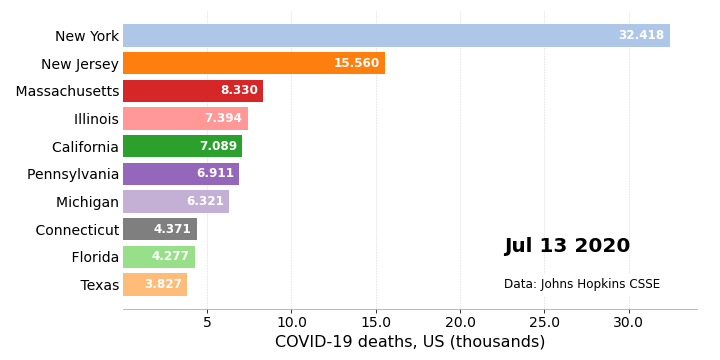 New York 32.418
New Jersey 15.560
Massachusetts 8.330
Illinois 7.394
California 7.089
Pennsylvania 6.911
Michigan 6.321
Connecticut 4.371
Florida 4.277
Texas 3.827
Jul 13 2020
Data: Johns Hopkins CSSE
5 10.0 15.0 20.0 25.0 30.0
COVID-19 deaths, US (thousands)